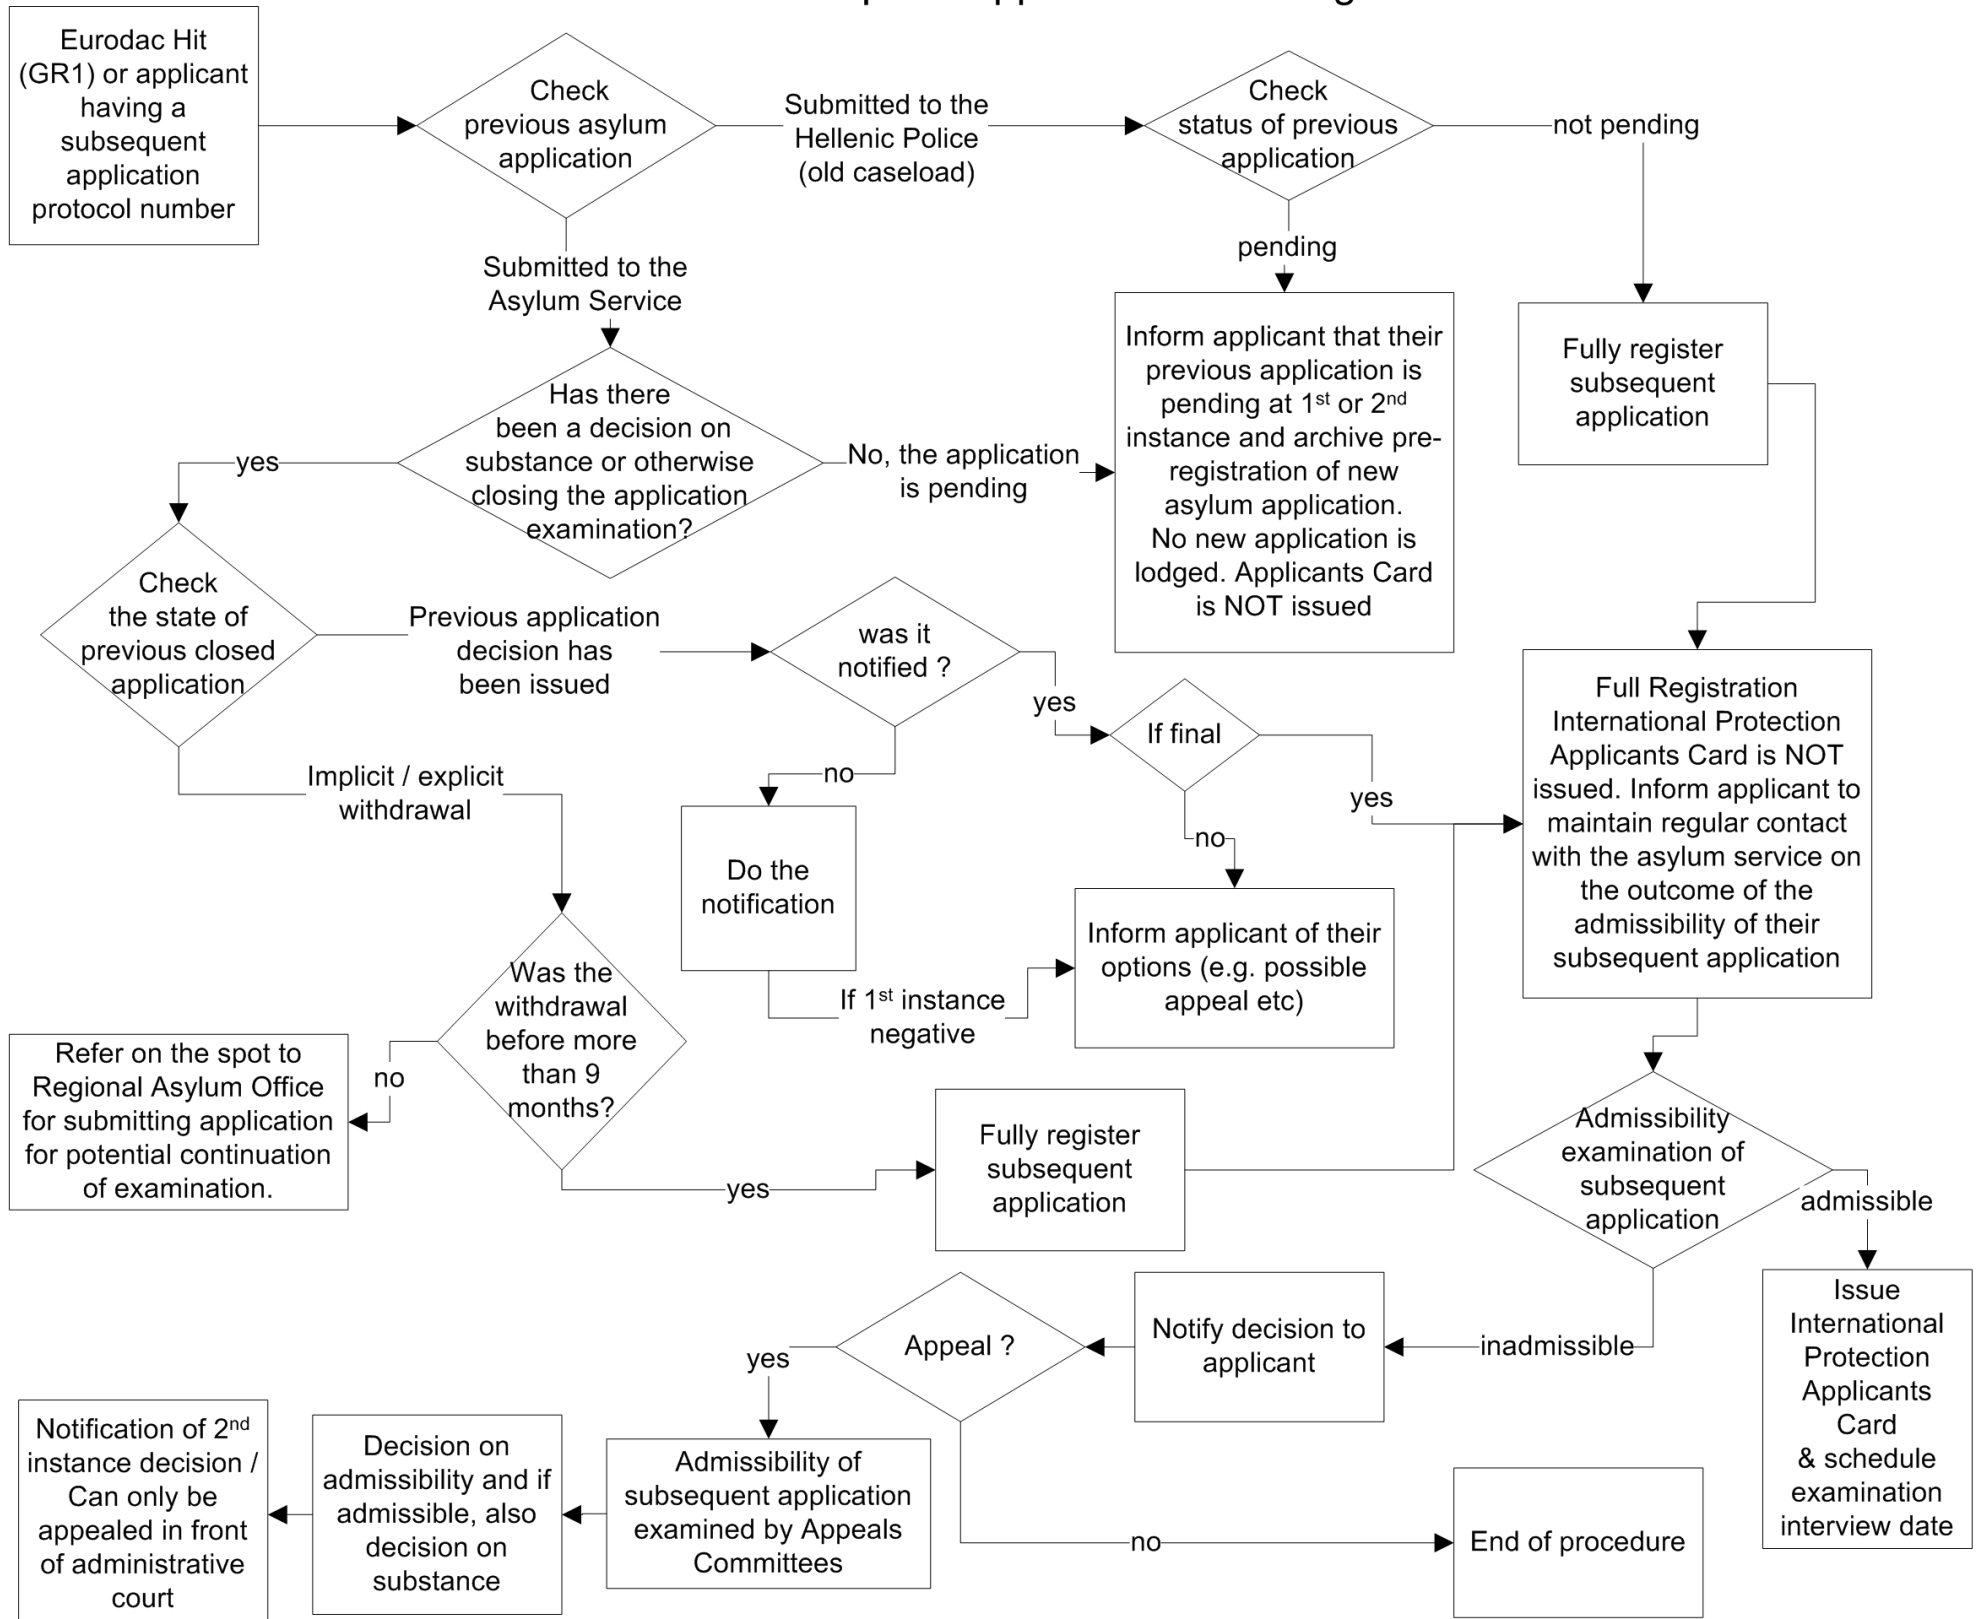 Eurodac Hit
(GR1) or applicant
having a
subsequent
application
protocol number
Check
previous asylum
application
Submitted to the
Hellenic Police
(old caseload)
Check
status of previous
application
not pending
pending
Submitted to the
Asylum Service
Inform applicant that their
previous application is
pending at 1st or 2nd
instance and archive pre-
registration of new
asylum application.
No new application is
lodged. Applicants Card
is NOT issued
Fully register
subsequent
application
Has there
been a decision on
substance or otherwise
closing the application
examination?
yes
No, the application
is pending
Check
the state of
previous closed
application
Previous application
decision has
been issued
was it
notified ?
yes
If final
yes
no
no
Full Registration
International Protection
Applicants Card is NOT
issued. Inform applicant to
maintain regular contact
with the asylum service on
the outcome of the
admissibility of their
subsequent application
Implicit / explicit
withdrawal
Do the
notification
If 1st instance
negative
Inform applicant of their
options (e.g. possible
appeal etc)
Was the
withdrawal
before more
than 9
months?
no
Refer on the spot to
Regional Asylum Office
for submitting application
for potential continuation
of examination.
yes
Fully register
subsequent
application
Admissibility
examination of
subsequent
application
admissible
Issue
International
Protection
Applicants
Card
& schedule
examination
interview date
inadmissible
Notify decision to
applicant
Appeal ?
yes
no
End of procedure
Admissibility of
subsequent application
examined by Appeals
Committees
Decision on
admissibility and if
admissible, also
decision on
substance
Notification of 2nd
instance decision /
Can only be
appealed in front
of administrative
court